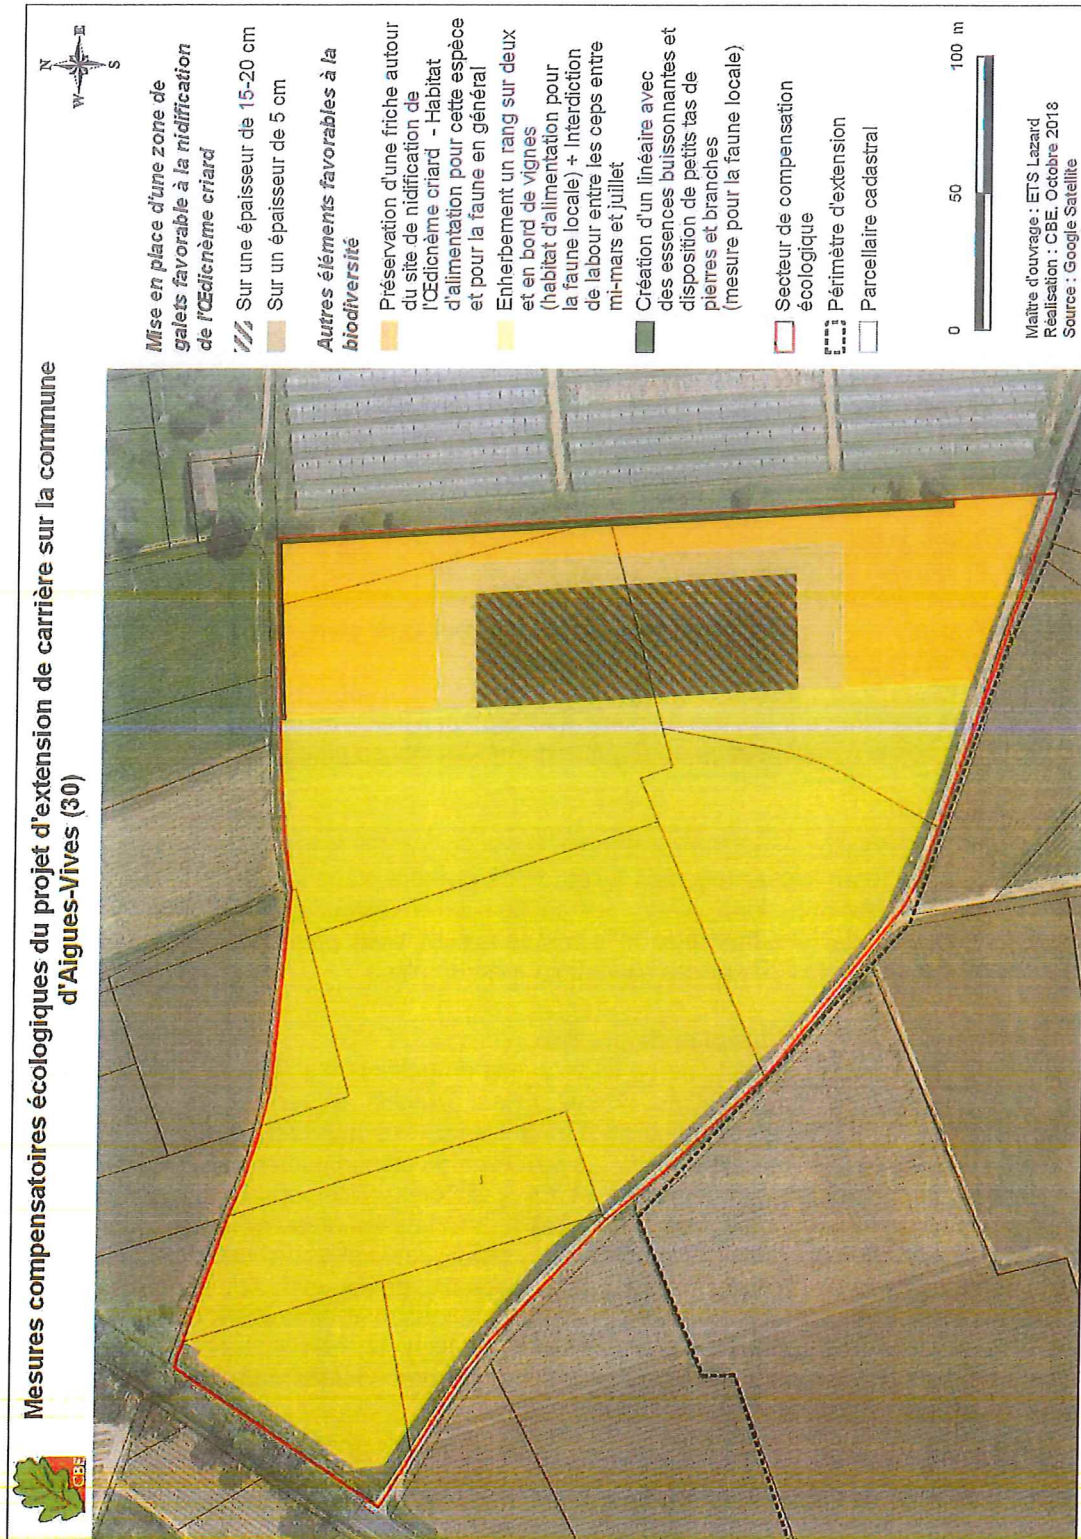 Mesures compensatoires écologiques du projet d'extension de carrière sur la commune
d'Aigues-Vives (30)
CBE
N
W E
S
Mise en place d'une zone de
galets favorable à la nidification
de l'Œdicnème criard
Sur une épaisseur de 15-20 cm
Sur un épaisseur de 5 cm
Autres éléments favorables à la
biodiversité
Préservation d'une friche autour
du site de nidification de
l'Œdicnème criard - Habitat
d'alimentation pour cette espèce
et pour la faune en général
Enherbement un rang sur deux
et en bord de vignes
(habitat d'alimentation pour
la faune locale) + Interdiction
de labour entre les ceps entre
mi-mars et juillet
Création d'un linéaire avec
des essences buissonnantes et
disposition de petits tas de
pierres et branches
(mesure pour la faune locale)
Secteur de compensation
écologique
Périmètre d'extension
Parcellaire cadastral
0 50 100 m
Maître d'ouvrage : ETS Lazard
Réalisation : CBE, Octobre 2018
Source : Google Satellite